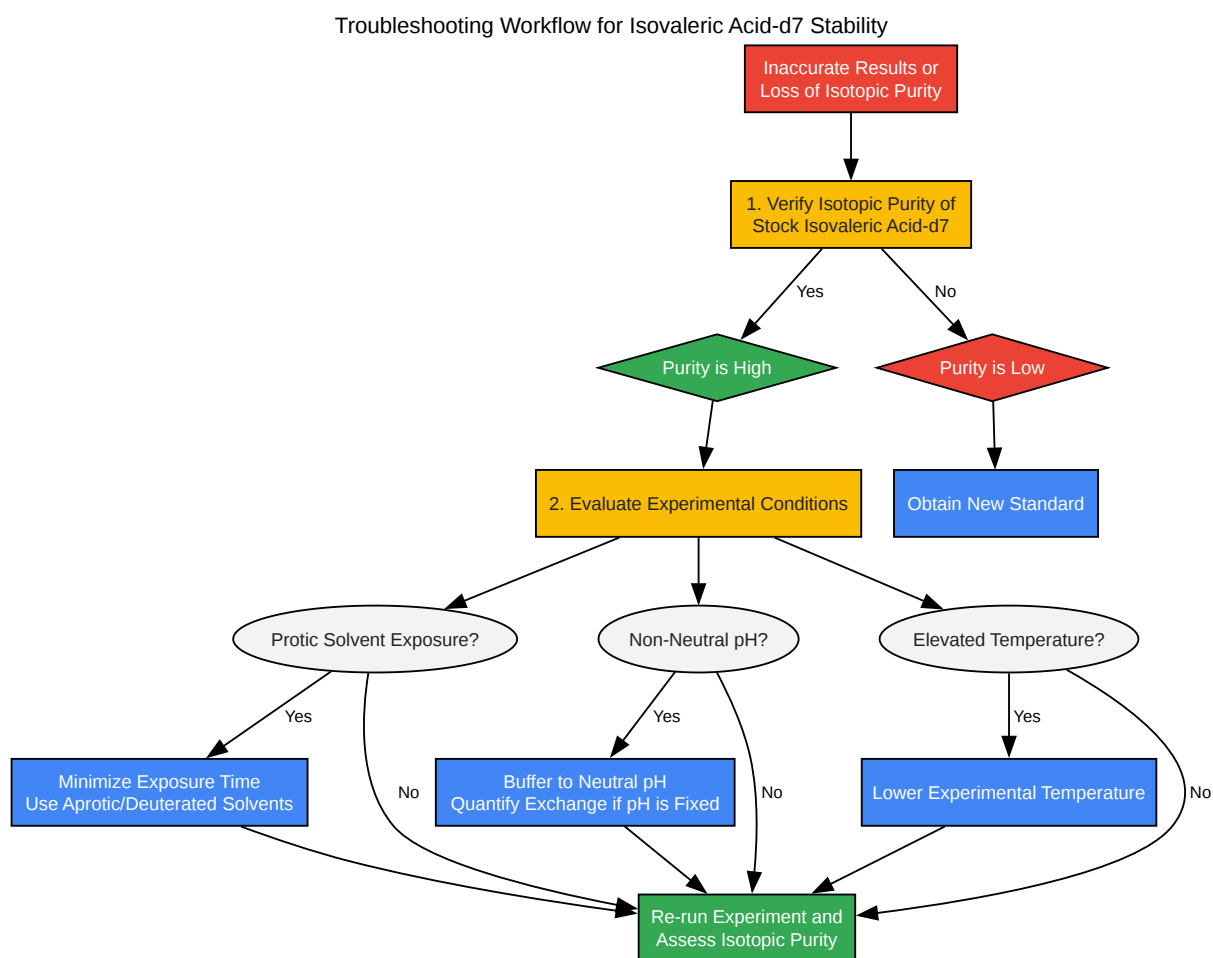 Troubleshooting Workflow for Isovaleric Acid-d7 Stability
Inaccurate Results or
Loss of Isotopic Purity
1. Verify Isotopic Purity of
Stock Isovaleric Acid-d7
Yes
No
Purity is High
Purity is Low
2. Evaluate Experimental Conditions
Obtain New Standard
Protic Solvent Exposure?
Non-Neutral pH?
Elevated Temperature?
Yes
Yes
Yes
Minimize Exposure Time
Use Aprotic/Deuterated Solvents
No
Buffer to Neutral pH
Quantify Exchange if pH is Fixed
No
Lower Experimental Temperature
No
Re-run Experiment and
Assess Isotopic Purity